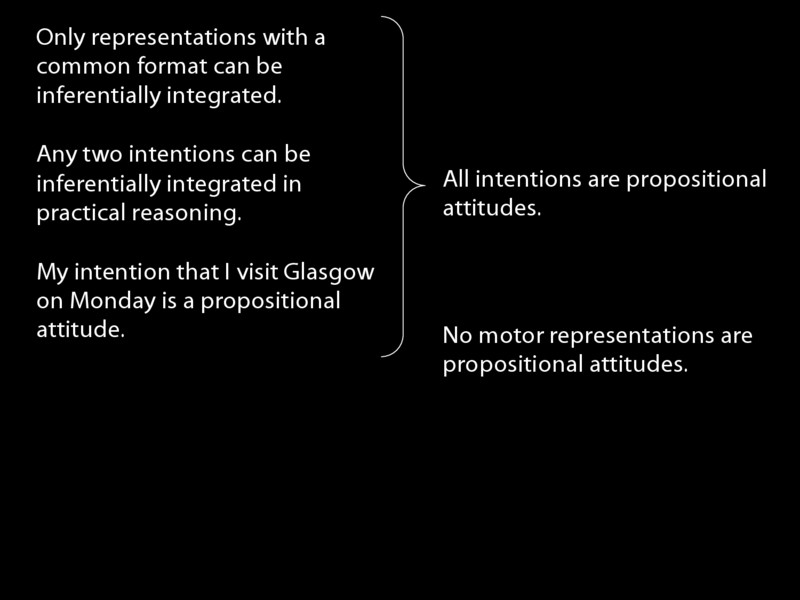 Only representations with a
common format can be
inferentially integrated.
Any two intentions can be
inferentially integrated in
practical reasoning.
My intention that I visit Glasgow
on Monday is a propositional
attitude.
All intentions are propositional
attitudes.
No motor representations are
propositional attitudes.